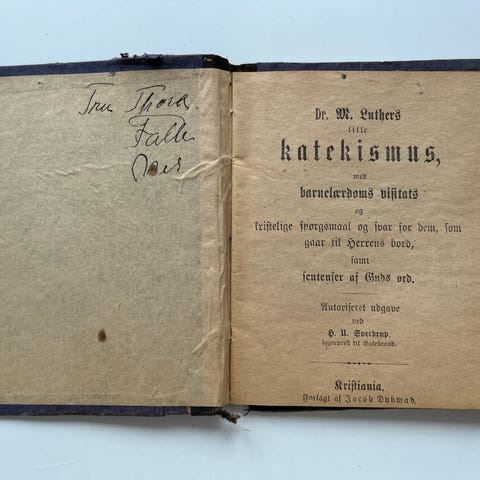 Fru Thora
Falle
Dr. M. Luthers
lille
katekismus,
med
barnelærdoms visitats
og
kristelige spørgsmaal og svar for dem, som
gaar til Herrens bord,
samt
sentenser af Guds ord.
Autoriseret udgave
ved
H. U. Sverdrup,
sognepræst til Balestrand.
Kristiania.
Forlagt af Jacob Dybwad.